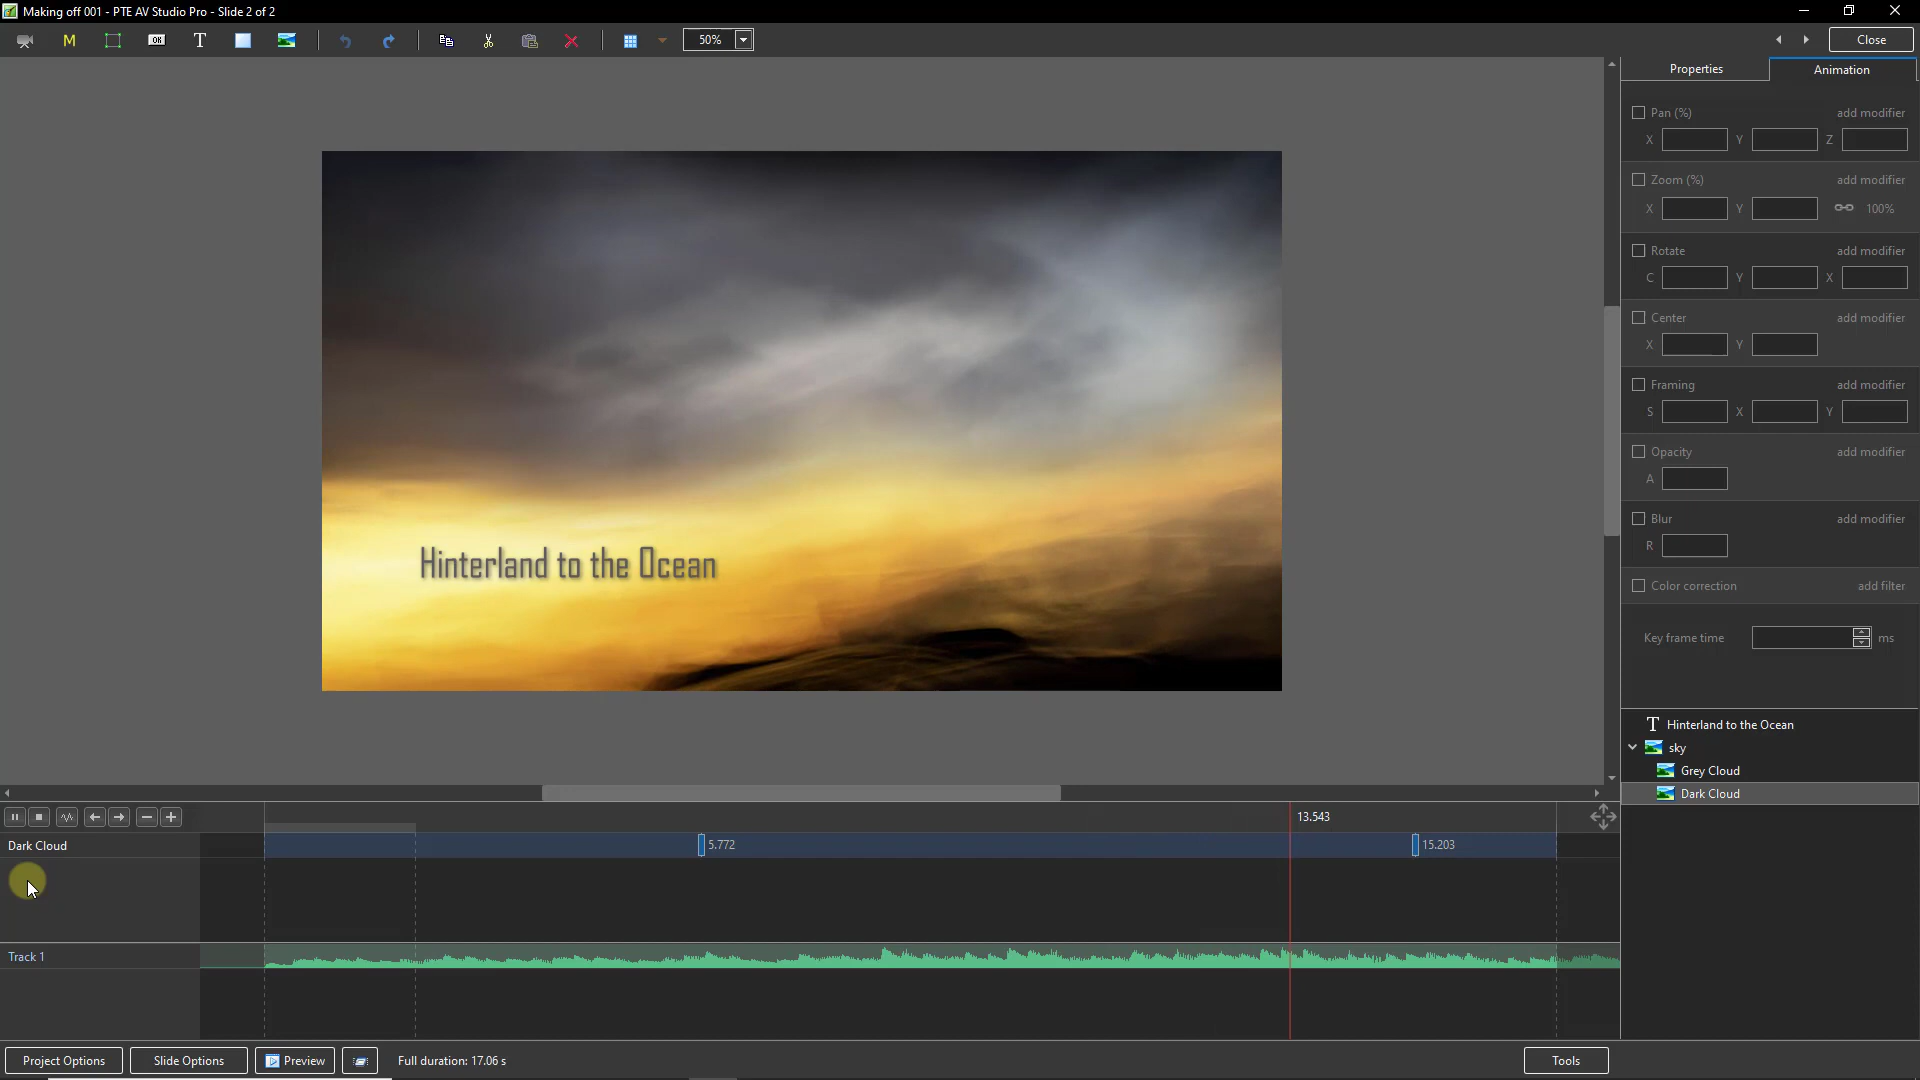 Making off 001 - PTE AV Studio Pro - Slide 2 of 2
M OK T 50% Close
Properties Animation
Pan (%) add modifier
X Y Z
Zoom (%) add modifier
X Y 100%
Rotate add modifier
C Y X
Center add modifier
X Y
Framing add modifier
S X Y
Opacity add modifier
A
Blur add modifier
R
Color correction add filter
Key frame time ms
Hinterland to the Ocean
T Hinterland to the Ocean
sky
Grey Cloud
Dark Cloud
13.543
Dark Cloud 5.772 15.203
Track 1
Project Options Slide Options Preview Full duration: 17.06 s Tools